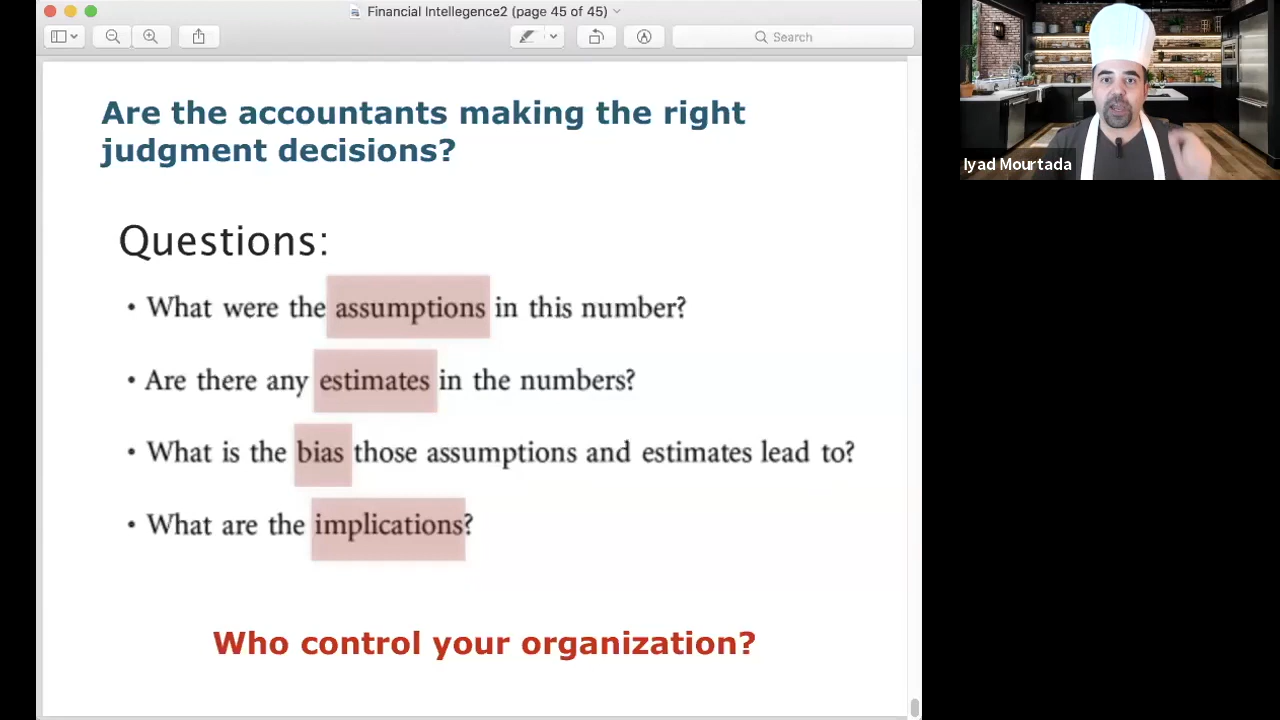 Financial Intellegence2 (page 45 of 45)
Search
Are the accountants making the right
judgment decisions?
Questions:
• What were the assumptions in this number?
• Are there any estimates in the numbers?
• What is the bias those assumptions and estimates lead to?
• What are the implications?
Who control your organization?
Iyad Mourtada